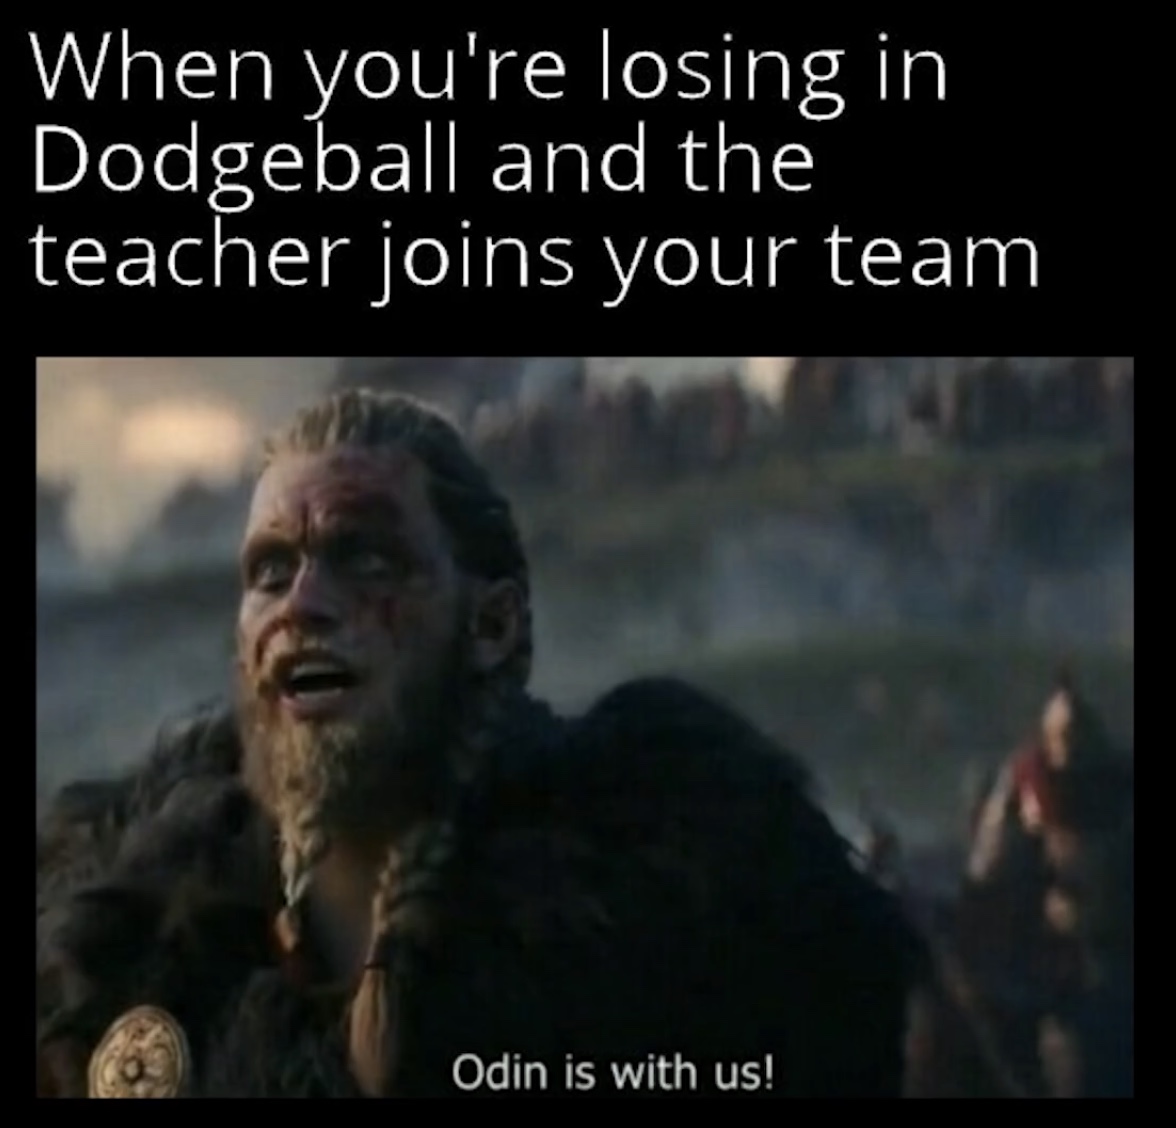 When you're losing in
Dodgeball and the
teacher joins your team
Odin is with us!